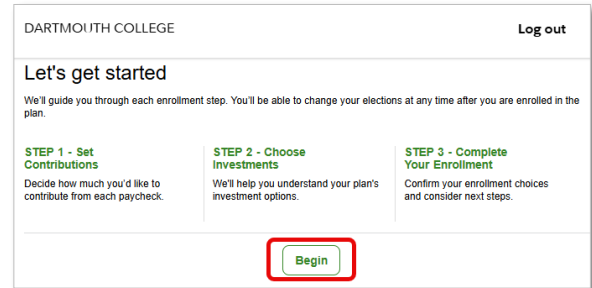 DARTMOUTH COLLEGE
Log out
Let's get started
We'll guide you through each enrollment step. You'll be able to change your elections at any time after you are enrolled in the
plan.
STEP 1 - Set
Contributions
Decide how much you'd like to
contribute from each paycheck.
STEP 2 - Choose
Investments
We'll help you understand your plan's
investment options.
STEP 3 - Complete
Your Enrollment
Confirm your enrollment choices
and consider next steps.
Begin